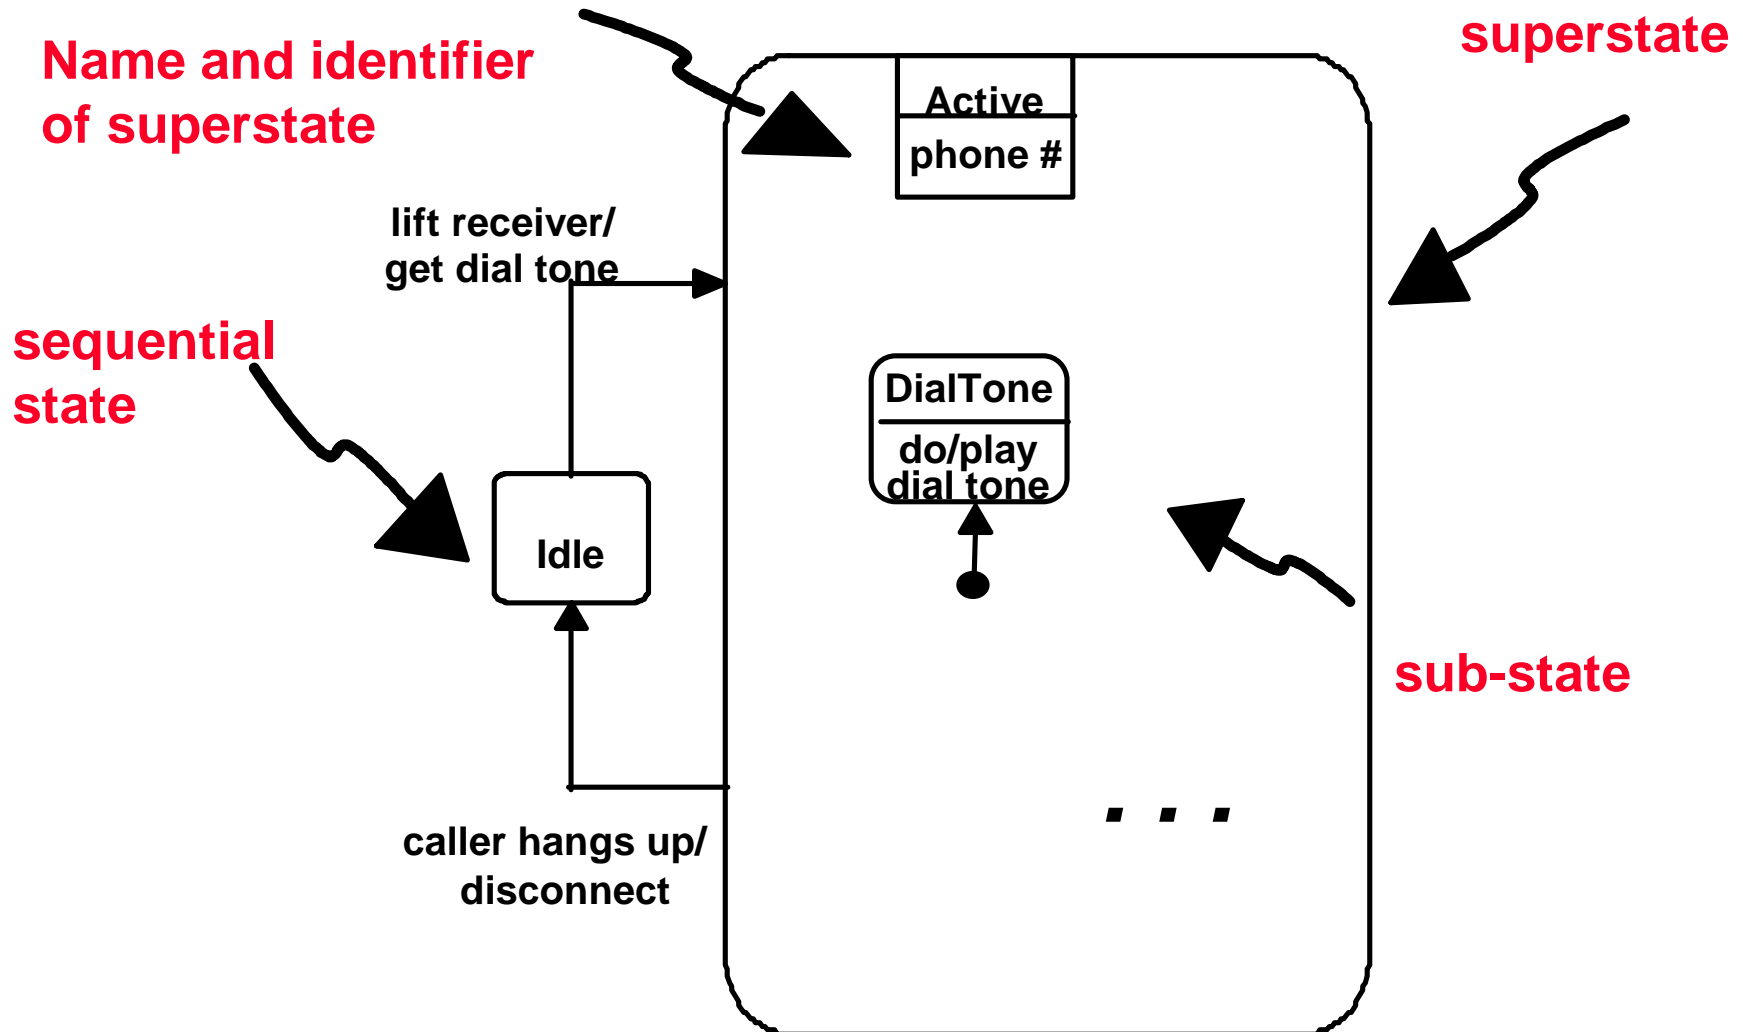 Name and identifier
of superstate
superstate
Active
phone #
lift receiver/
get dial tone
sequential
state
DialTone
do/play
dial tone
Idle
sub-state
. . .
caller hangs up/
disconnect